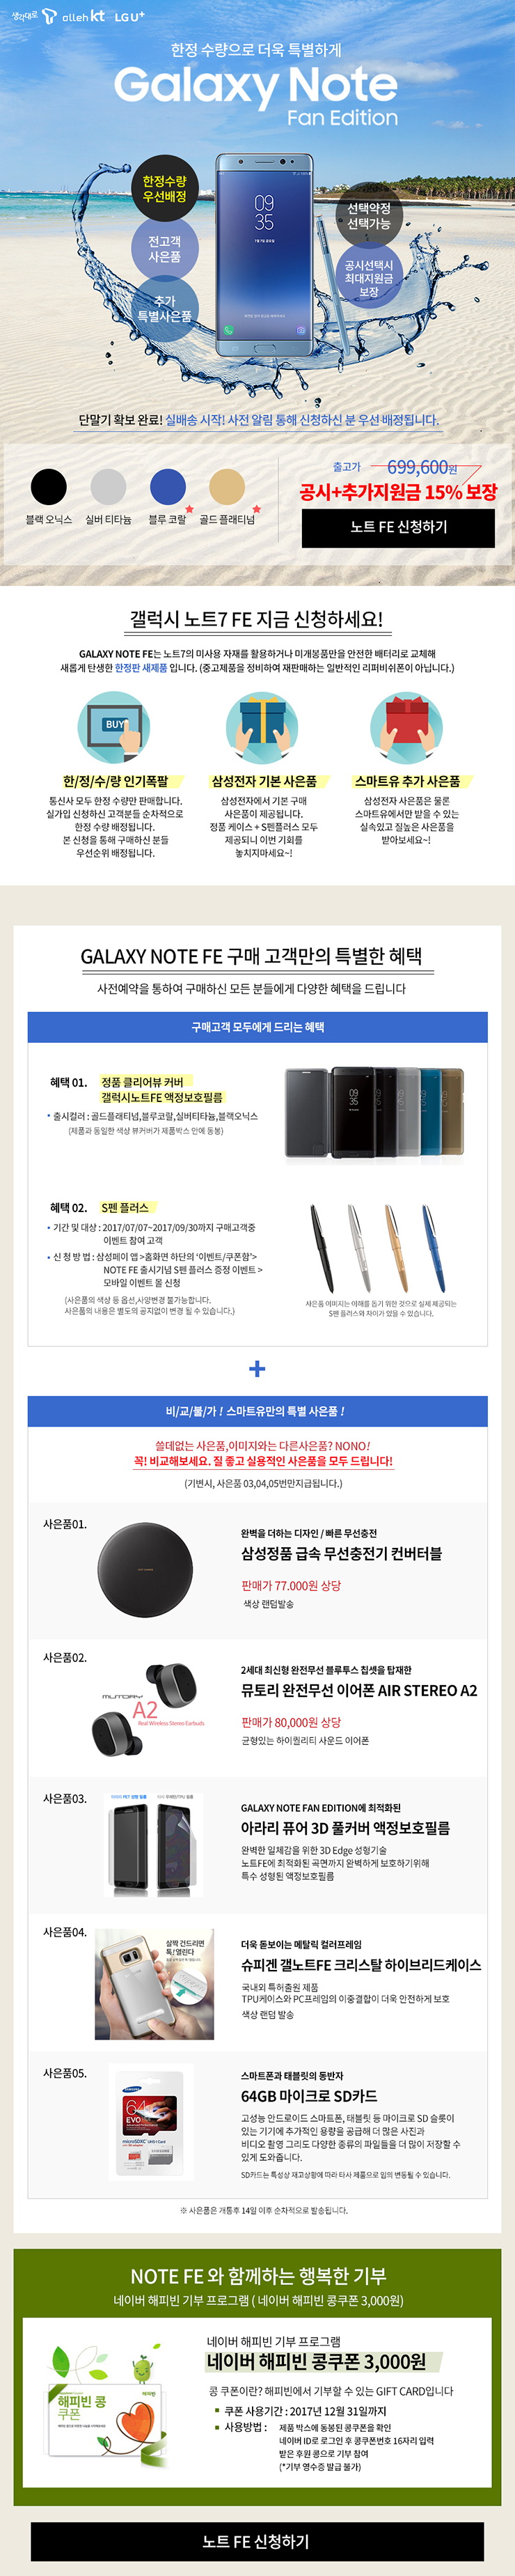 생각대로 T olleh kt LG U+
한정 수량으로 더욱 특별하게
Galaxy Note
Fan Edition
한정수량
우선배정
전고객
사은품
추가
특별사은품
09
35
선택약정
선택가능
공시선택시
최대지원금
보장
단말기 확보 완료! 실배송 시작! 사전 알림 통해 신청하신 분 우선 배정됩니다.
블랙 오닉스 실버 티타늄 블루 코랄 골드 플래티넘
출고가 699,600원
공시+추가지원금 15% 보장
노트 FE 신청하기
갤럭시 노트7 FE 지금 신청하세요!
GALAXY NOTE FE는 노트7의 미사용 자재를 활용하거나 미개봉품만을 안전한 배터리로 교체해
새롭게 탄생한 한정판 새제품 입니다. (중고제품을 정비하여 재판매하는 일반적인 리퍼비쉬폰이 아닙니다.)
BUY
한/정/수/량 인기폭팔
통신사 모두 한정 수량만 판매합니다.
실가입 신청하신 고객분들 순차적으로
한정 수량 배정됩니다.
본 신청을 통해 구매하신 분들
우선순위 배정됩니다.
삼성전자 기본 사은품
삼성전자에서 기본 구매
사은품이 제공됩니다.
정품 케이스 + S펜플러스 모두
제공되니 이번 기회를
놓치지마세요~!
스마트유 추가 사은품
삼성전자 사은품은 물론
스마트유에서만 받을 수 있는
실속있고 질높은 사은품을
받아보세요~!
GALAXY NOTE FE 구매 고객만의 특별한 혜택
사전예약을 통하여 구매하신 모든 분들에게 다양한 혜택을 드립니다
구매고객 모두에게 드리는 혜택
혜택 01. 정품 클리어뷰 커버
갤럭시노트FE 액정보호필름
출시컬러 : 골드플래티넘,블루코랄,실버티타늄,블랙오닉스
(제품과 동일한 색상 뷰커버가 제품박스 안에 동봉)
혜택 02. S펜 플러스
기간 및 대상 : 2017/07/07~2017/09/30까지 구매고객중
이벤트 참여 고객
신 청 방 법 : 삼성페이 앱 >홈화면 하단의 '이벤트/쿠폰함'>
NOTE FE 출시기념 S펜 플러스 증정 이벤트 >
모바일 이벤트 몰 신청
(사은품의 색상 등 옵션,사양변경 불가능합니다.
사은품의 내용은 별도의 공지없이 변경 될 수 있습니다.)
사은품 이미지는 이해를 돕기 위한 것으로 실제 제공되는
S펜 플러스와 차이가 있을 수 있습니다.
+
비/교/불/가 ! 스마트유만의 특별 사은품 !
쓸데없는 사은품,이미지와는 다른사은품? NONO!
꼭! 비교해보세요. 질 좋고 실용적인 사은품을 모두 드립니다!
(기변시, 사은품 03,04,05번만지급됩니다.)
사은품01.
완벽을 더하는 디자인 / 빠른 무선충전
삼성정품 급속 무선충전기 컨버터블
판매가 77.000원 상당
색상 랜덤발송
사은품02.
MUTORY
A2
Real Wireless Stereo Earbuds
2세대 최신형 완전무선 블루투스 칩셋을 탑재한
뮤토리 완전무선 이어폰 AIR STEREO A2
판매가 80,000원 상당
균형있는 하이퀄리티 사운드 이어폰
사은품03.
GALAXY NOTE FAN EDITION에 최적화된
아라리 퓨어 3D 풀커버 액정보호필름
완벽한 일체감을 위한 3D Edge 성형기술
노트FE에 최적화된 곡면까지 완벽하게 보호하기위해
특수 성형된 액정보호필름
사은품04.
살짝 건드리면
톡! 열린다
더욱 돋보이는 메탈릭 컬러프레임
슈피겐 갤노트FE 크리스탈 하이브리드케이스
국내외 특허출원 제품
TPU케이스와 PC프레임의 이중결합이 더욱 안전하게 보호
색상 랜덤 발송
사은품05.
SAMSUNG
64
EVO
스마트폰과 태블릿의 동반자
64GB 마이크로 SD카드
고성능 안드로이드 스마트폰, 태블릿 등 마이크로 SD 슬롯이
있는 기기에 추가적인 용량을 공급해 더 많은 사진과
비디오 촬영 그리도 다양한 종류의 파일들을 더 많이 저장할 수
있게 도와줍니다.
SD카드는 특성상 재고상황에 따라 타사 제품으로 임의 변동될 수 있습니다.
※ 사은품은 개통후 14일 이후 순차적으로 발송됩니다.
NOTE FE 와 함께하는 행복한 기부
네이버 해피빈 기부 프로그램 ( 네이버 해피빈 콩쿠폰 3,000원)
해피빈
해피빈 콩
쿠폰
네이버 해피빈 기부 프로그램
네이버 해피빈 콩쿠폰 3,000원
콩 쿠폰이란? 해피빈에서 기부할 수 있는 GIFT CARD입니다
쿠폰 사용기간 : 2017년 12월 31일까지
사용방법 : 제품 박스에 동봉된 콩쿠폰을 확인
네이버 ID로 로그인 후 콩쿠폰번호 16자리 입력
받은 후원 콩으로 기부 참여
(*기부 영수증 발급 불가)
노트 FE 신청하기